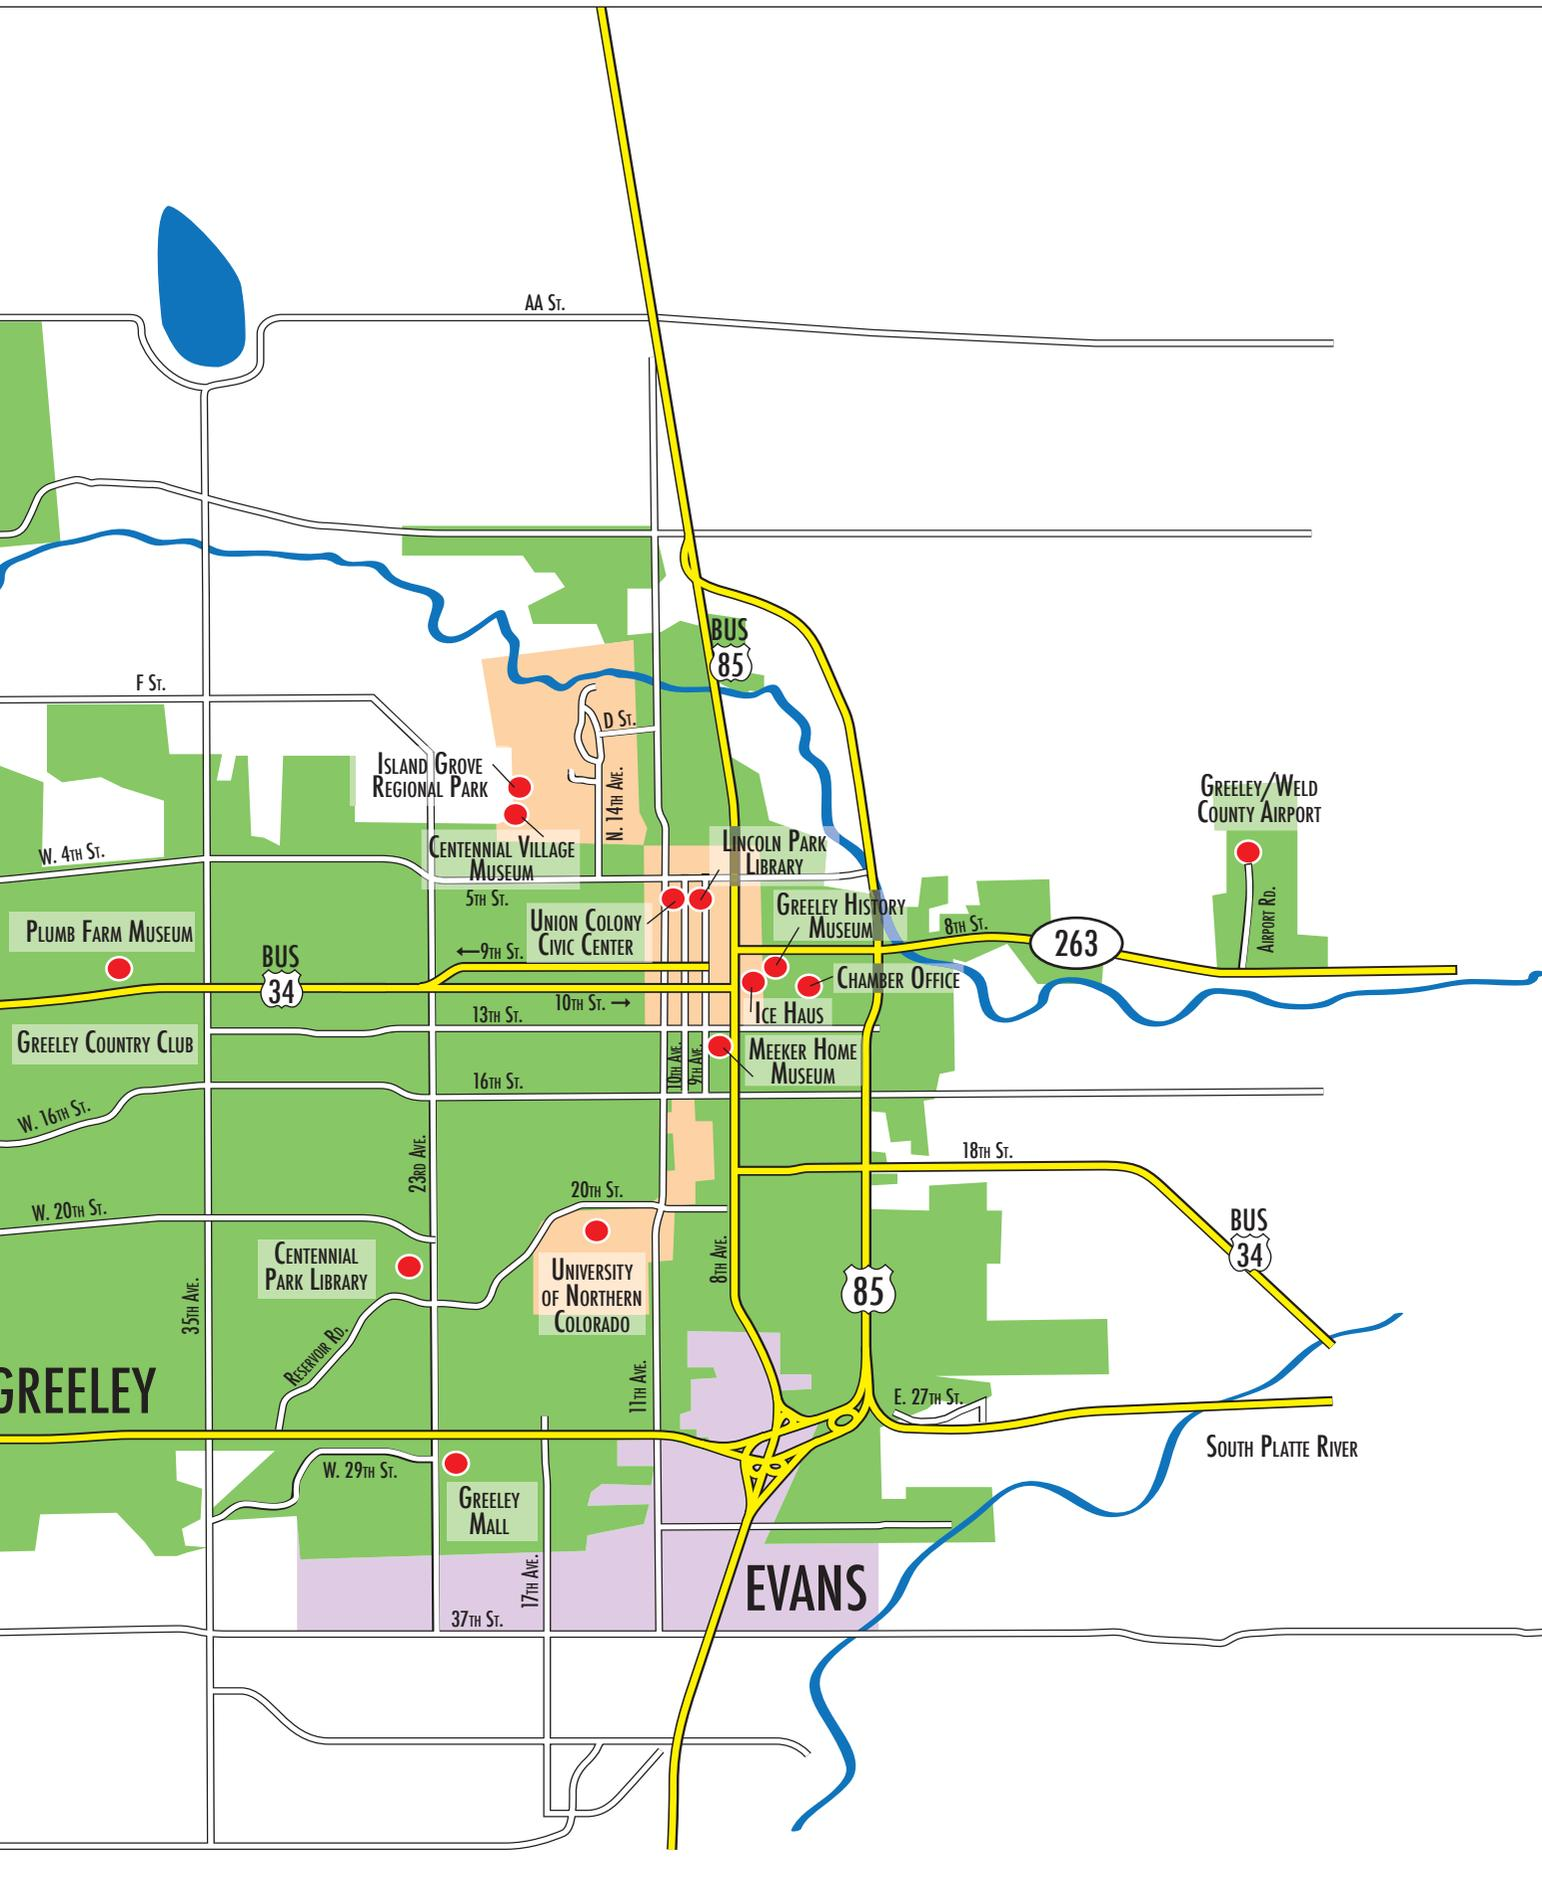 AA St.
BUS
85
F St.
D St.
Island Grove
Regional Park
N. 14th Ave.
Greeley/Weld
County Airport
Centennial Village
Museum
Lincoln Park
Library
W. 4th St.
5th St.
Union Colony
Civic Center
Greeley History
Museum
8th St.
263
Airport Rd.
Plumb Farm Museum
←9th St.
BUS
34
10th St. →
Chamber Office
Ice Haus
13th St.
Greeley Country Club
10th Ave.
9th Ave.
Meeker Home
Museum
16th St.
W. 16th St.
23rd Ave.
18th St.
20th St.
W. 20th St.
BUS
34
Centennial
Park Library
University
of Northern
Colorado
8th Ave.
85
35th Ave.
Reservoir Rd.
11th Ave.
GREELEY
E. 27th St.
South Platte River
W. 29th St.
Greeley
Mall
17th Ave.
EVANS
37th St.